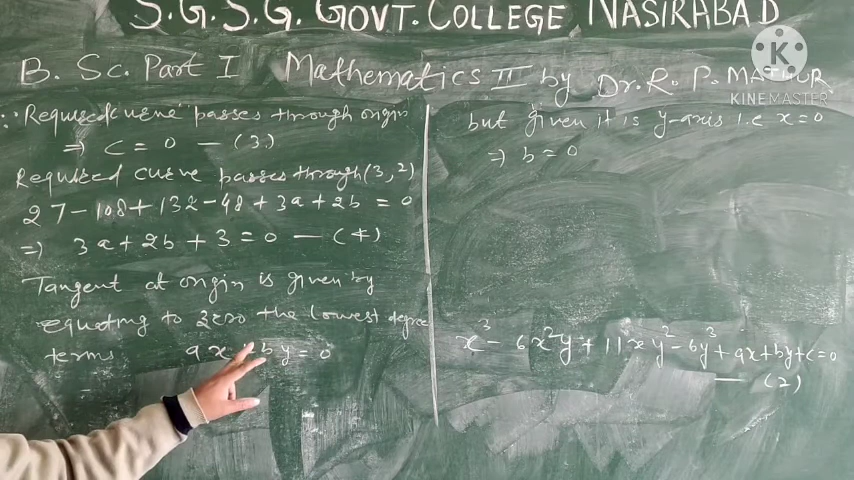 S.G.S.G. GOVT. COLLEGE NASIRABAD
B. Sc. Part I Mathematics II by Dr. R. P. MATHUR
K
KINEMASTER
∵ Required curve passes through origin
⇒ c = 0 — (3)
Required curve passes through (3, 2)
27 - 108 + 132 - 48 + 3a + 2b = 0
⇒ 3a + 2b + 3 = 0 — (4)
Tangent at origin is given by
equating to zero the lowest degree
terms ax + by = 0
but given it is y-axis i.e x = 0
⇒ b = 0
x³ - 6x²y + 11xy² - 6y³ + ax + by + c = 0
— (2)